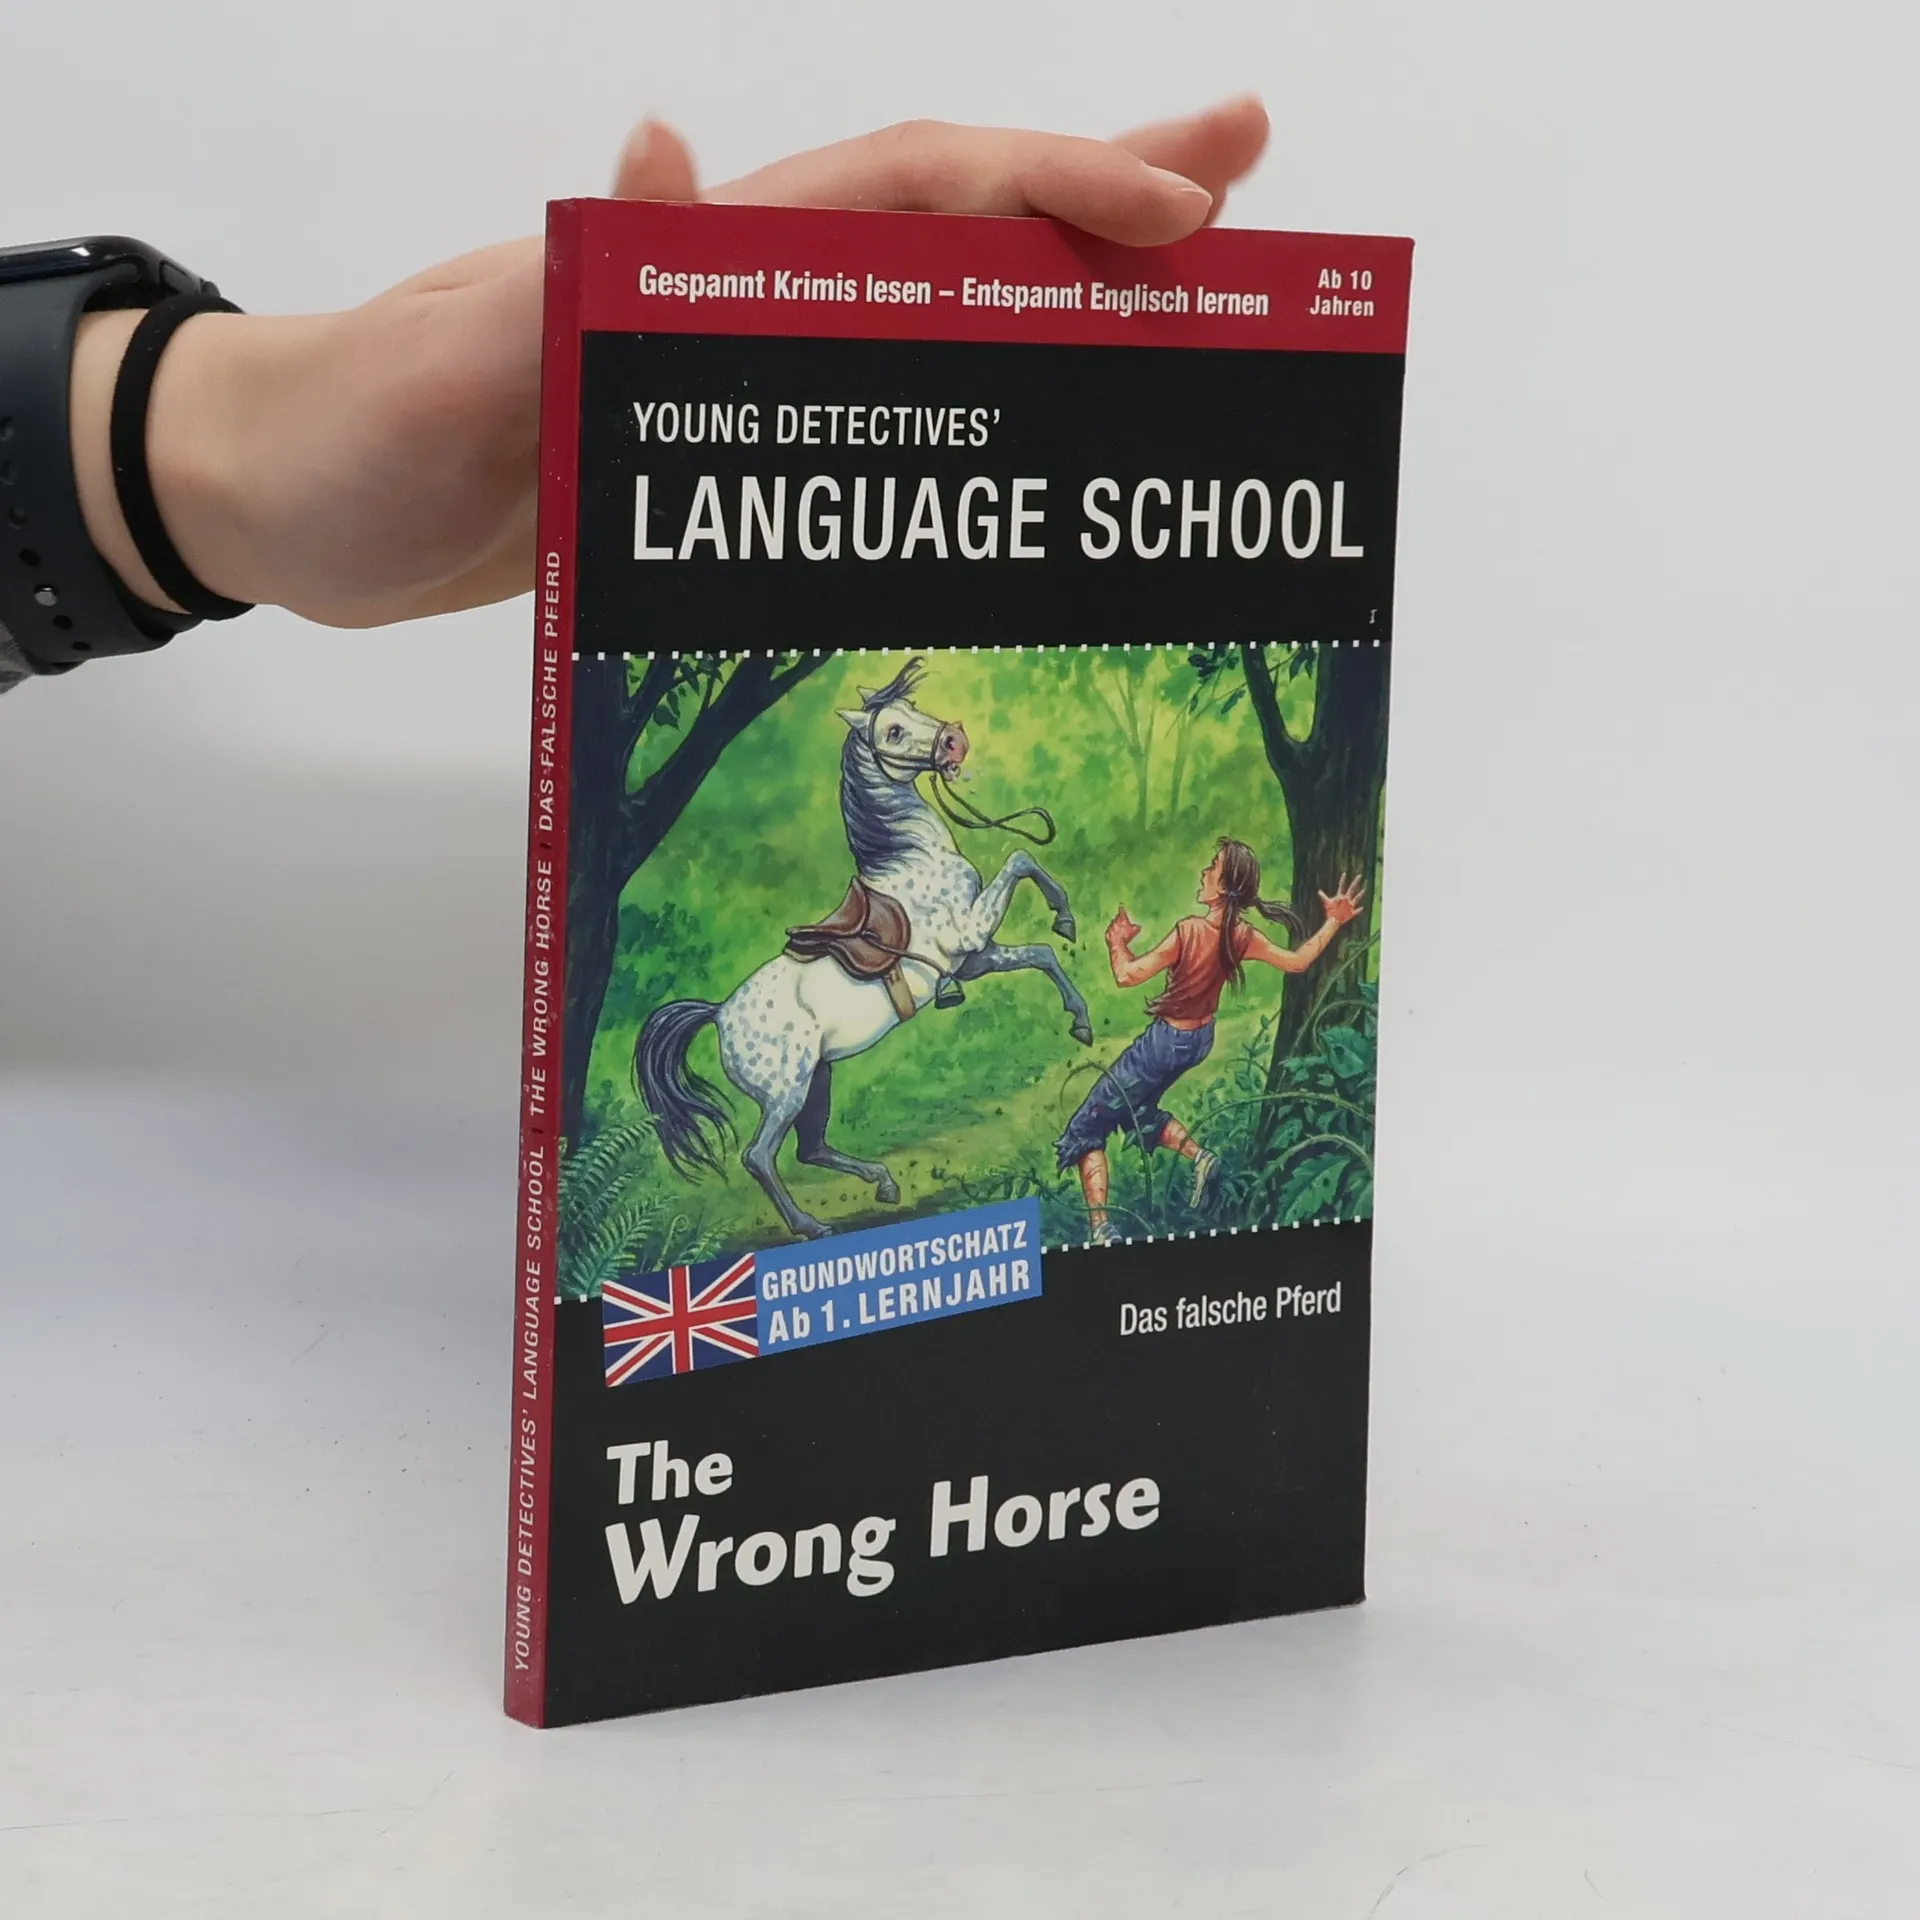 Gespannt Krimis lesen – Entspannt Englisch lernen
Ab 10
Jahren
YOUNG DETECTIVES'
LANGUAGE SCHOOL
GRUNDWORTSCHATZ
Ab 1. LERNJAHR
Das falsche Pferd
The
Wrong Horse
YOUNG DETECTIVES' LANGUAGE SCHOOL | THE WRONG HORSE | DAS FALSCHE PFERD